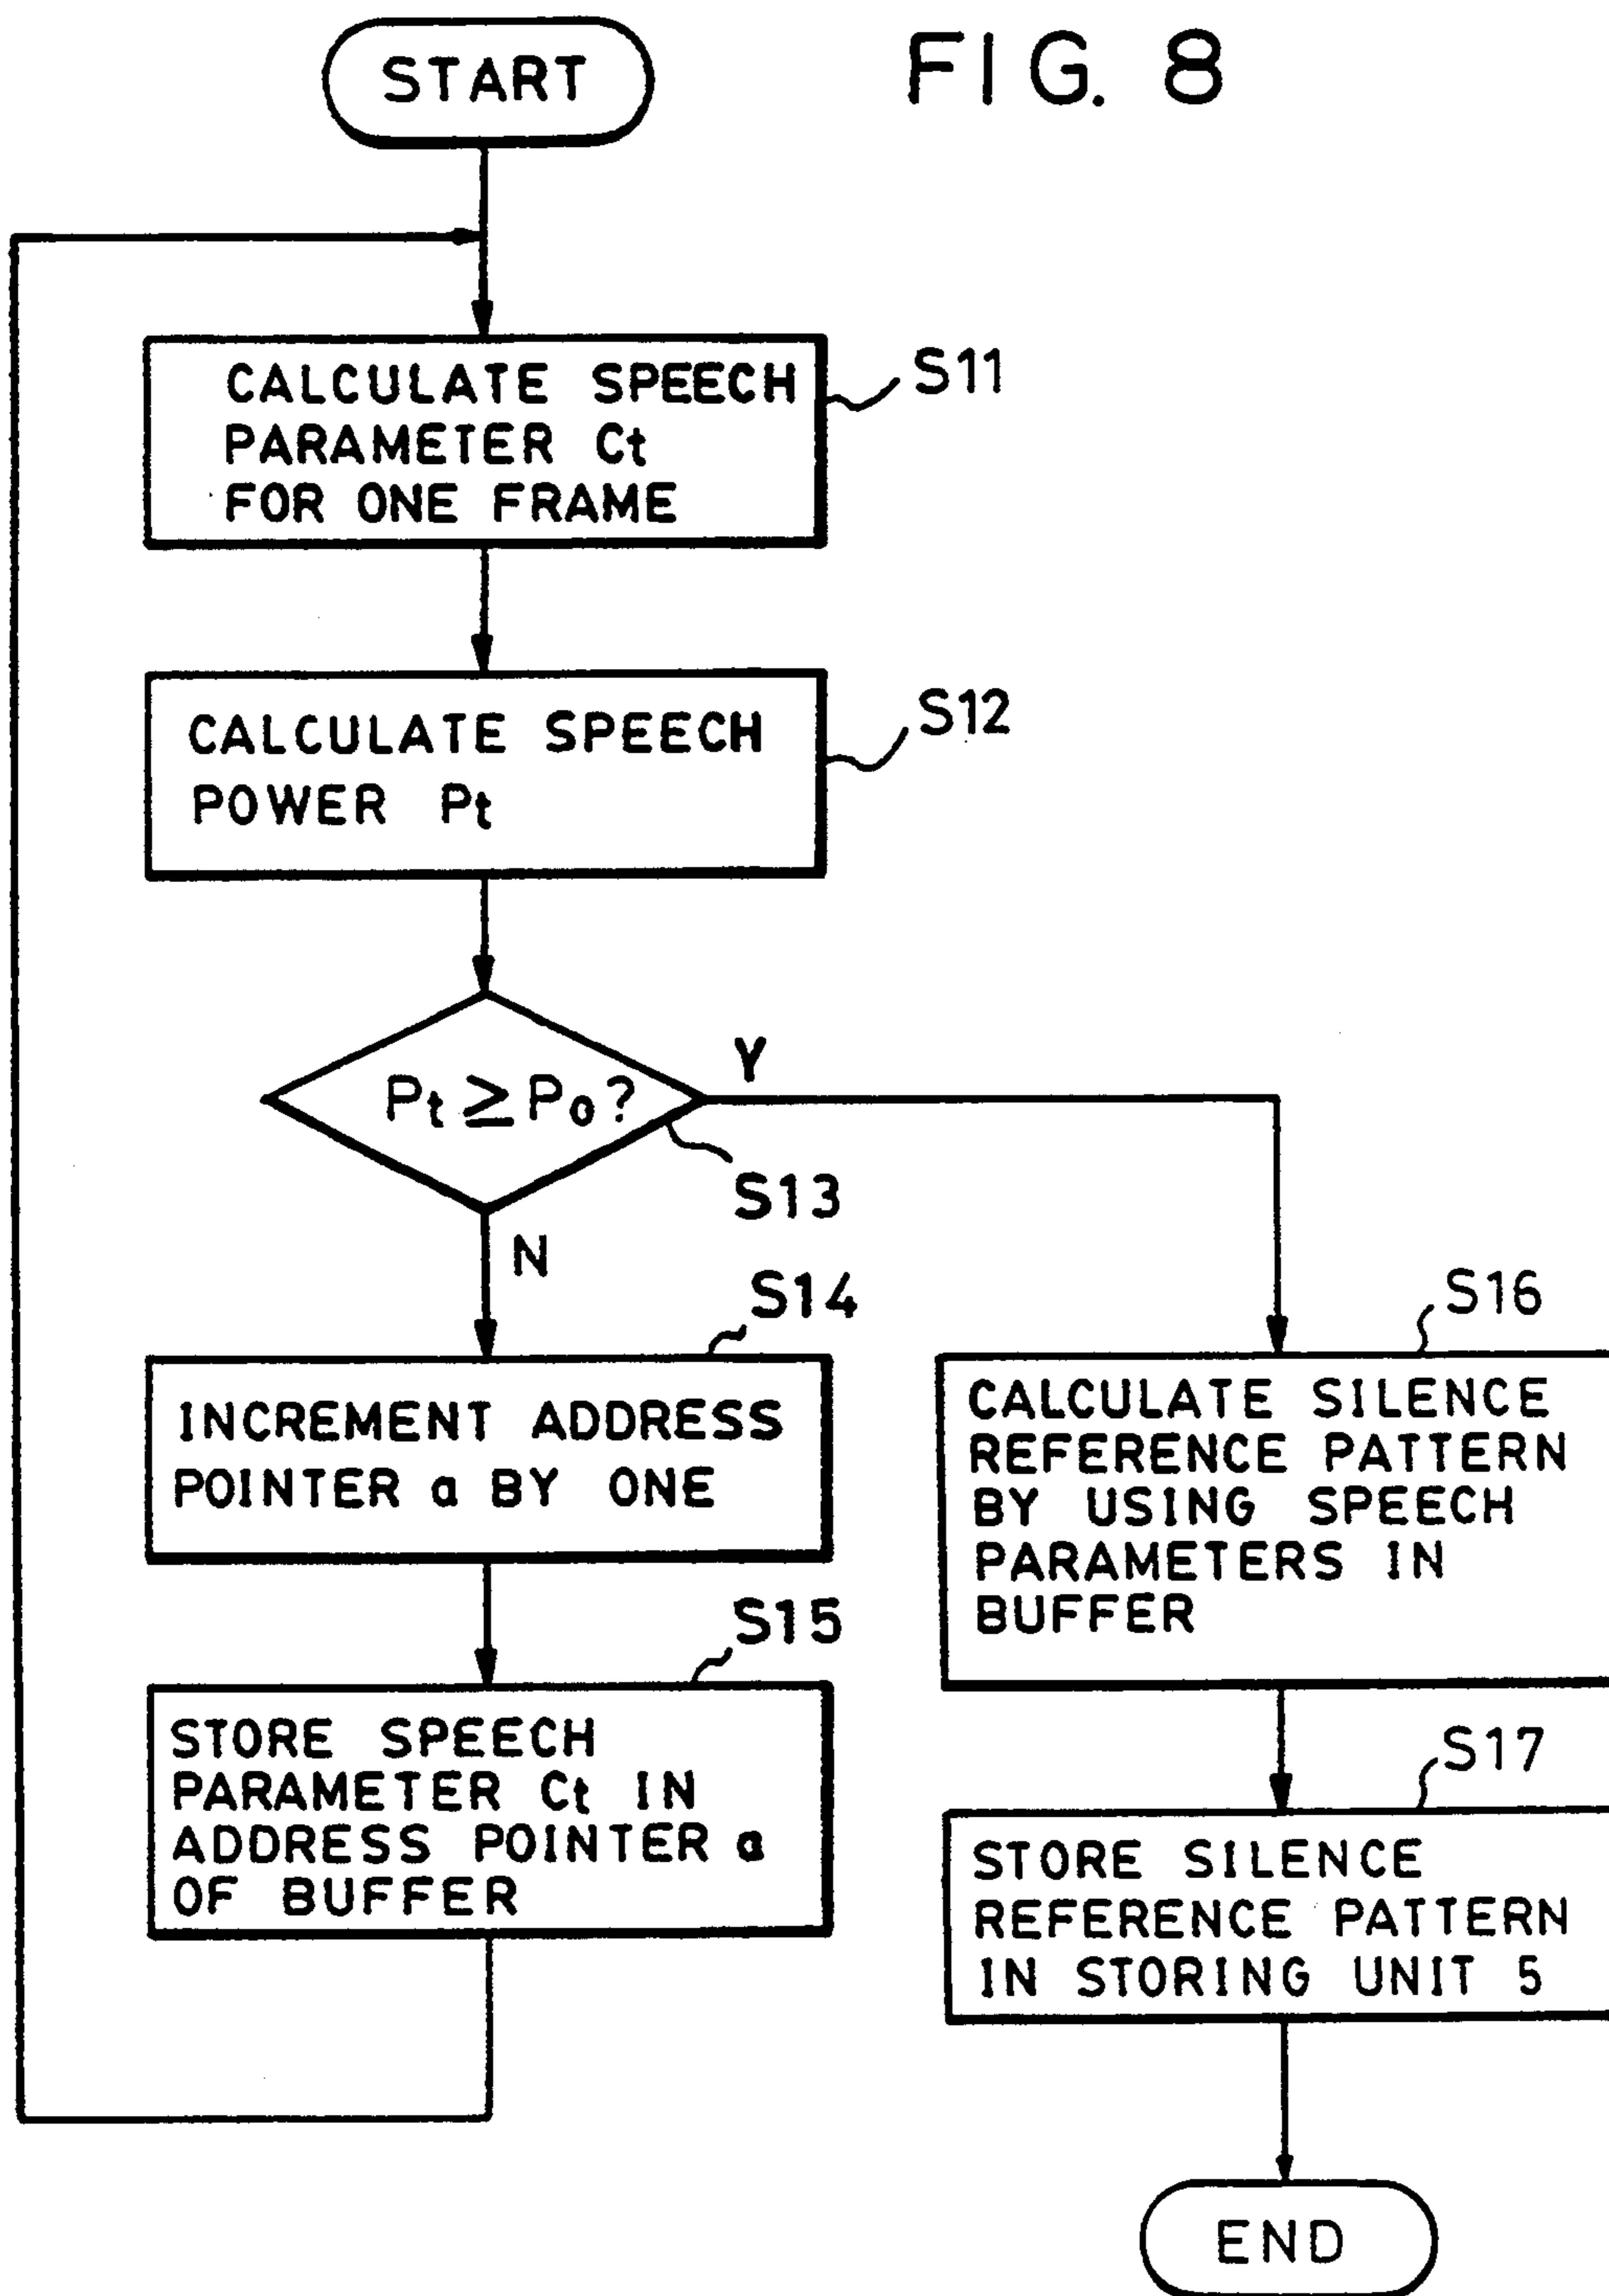 START
FIG. 8
CALCULATE SPEECH
PARAMETER Ct
FOR ONE FRAME
S11
CALCULATE SPEECH
POWER Pt
S12
Pt ≥ Po?
Y
S13
N
S14
INCREMENT ADDRESS
POINTER a BY ONE
S15
STORE SPEECH
PARAMETER Ct IN
ADDRESS POINTER a
OF BUFFER
S16
CALCULATE SILENCE
REFERENCE PATTERN
BY USING SPEECH
PARAMETERS IN
BUFFER
S17
STORE SILENCE
REFERENCE PATTERN
IN STORING UNIT 5
END